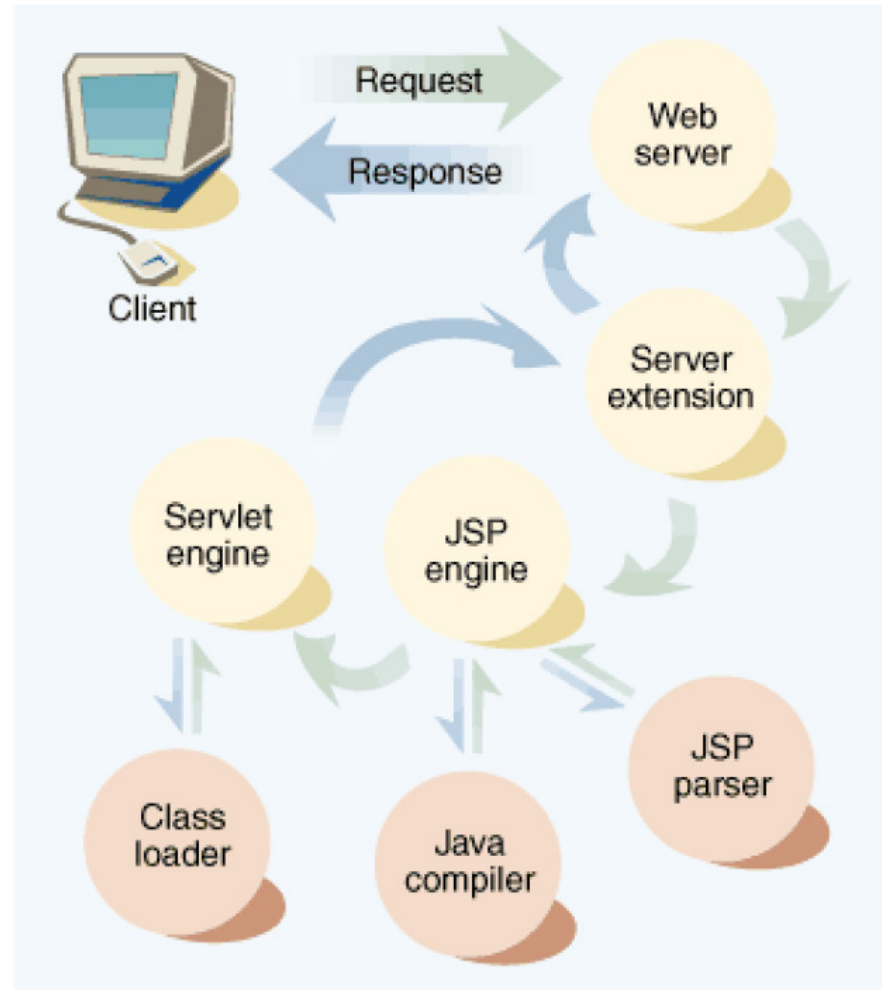 Request
Response
Client
Web
server
Server
extension
Servlet
engine
JSP
engine
Class
loader
Java
compiler
JSP
parser